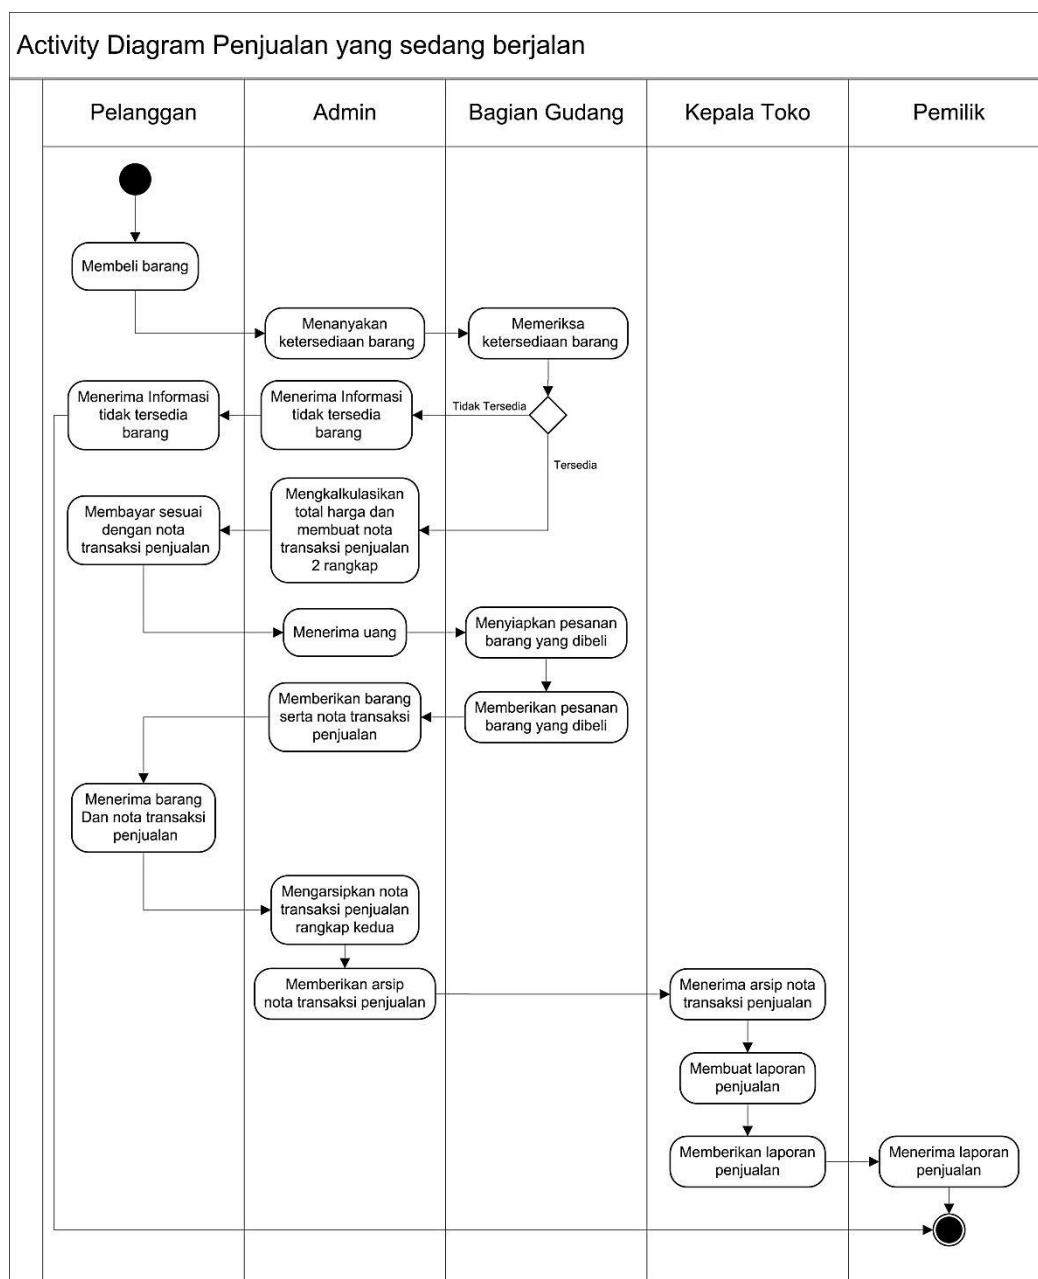 Activity Diagram Penjualan yang sedang berjalan
Pelanggan
Admin
Bagian Gudang
Kepala Toko
Pemilik
Membeli barang
Menanyakan
ketersediaan barang
Memeriksa
ketersediaan barang
Menerima Informasi
tidak tersedia
barang
Menerima Informasi
tidak tersedia
barang
Tidak Tersedia
Tersedia
Membayar sesuai
dengan nota
transaksi penjualan
Mengkalkulasikan
total harga dan
membuat nota
transaksi penjualan
2 rangkap
Menerima uang
Menyiapkan pesanan
barang yang dibeli
Memberikan barang
serta nota transaksi
penjualan
Memberikan pesanan
barang yang dibeli
Menerima barang
Dan nota transaksi
penjualan
Mengarsipkan nota
transaksi penjualan
rangkap kedua
Memberikan arsip
nota transaksi penjualan
Menerima arsip nota
transaksi penjualan
Membuat laporan
penjualan
Memberikan laporan
penjualan
Menerima laporan
penjualan